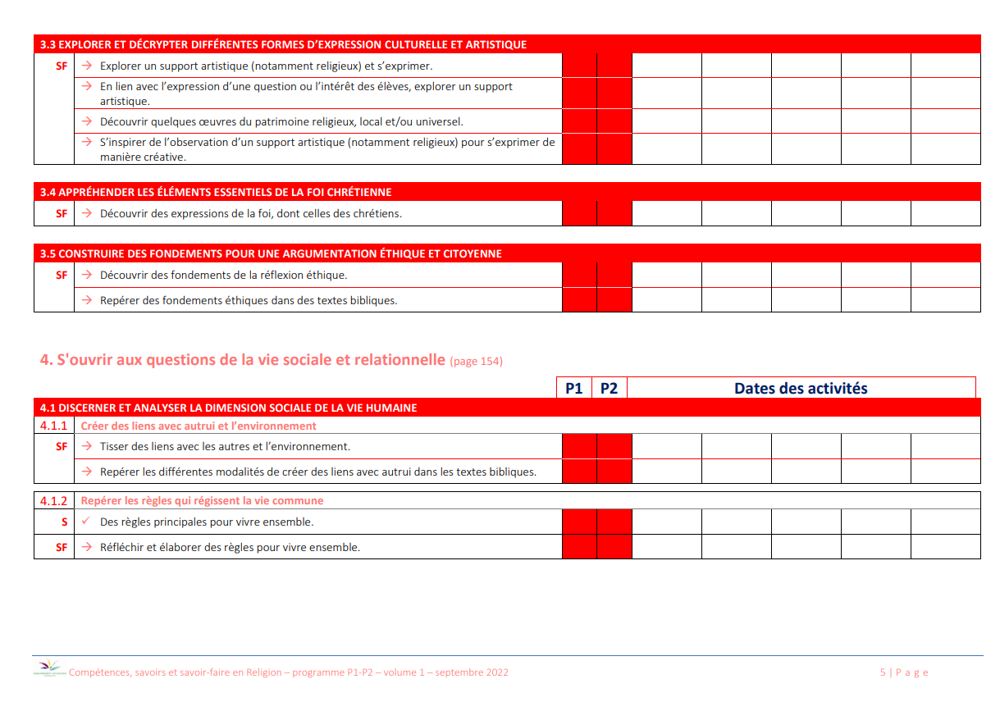 3.3 EXPLORER ET DÉCRYPTER DIFFÉRENTES FORMES D’EXPRESSION CULTURELLE ET ARTISTIQUE
SF → Explorer un support artistique (notamment religieux) et s’exprimer.
→ En lien avec l’expression d’une question ou l’intérêt des élèves, explorer un support
artistique.
→ Découvrir quelques œuvres du patrimoine religieux, local et/ou universel.
→ S’inspirer de l’observation d’un support artistique (notamment religieux) pour s’exprimer de
manière créative.
3.4 APPRÉHENDER LES ÉLÉMENTS ESSENTIELS DE LA FOI CHRÉTIENNE
SF → Découvrir des expressions de la foi, dont celles des chrétiens.
3.5 CONSTRUIRE DES FONDEMENTS POUR UNE ARGUMENTATION ÉTHIQUE ET CITOYENNE
SF → Découvrir des fondements de la réflexion éthique.
→ Repérer des fondements éthiques dans des textes bibliques.
4. S'ouvrir aux questions de la vie sociale et relationnelle (page 154)
P1 P2 Dates des activités
4.1 DISCERNER ET ANALYSER LA DIMENSION SOCIALE DE LA VIE HUMAINE
4.1.1 Créer des liens avec autrui et l’environnement
SF → Tisser des liens avec les autres et l’environnement.
→ Repérer les différentes modalités de créer des liens avec autrui dans les textes bibliques.
4.1.2 Repérer les règles qui régissent la vie commune
S ✓ Des règles principales pour vivre ensemble.
SF → Réfléchir et élaborer des règles pour vivre ensemble.
Compétences, savoirs et savoir-faire en Religion – programme P1-P2 – volume 1 – septembre 2022
5 | P a g e